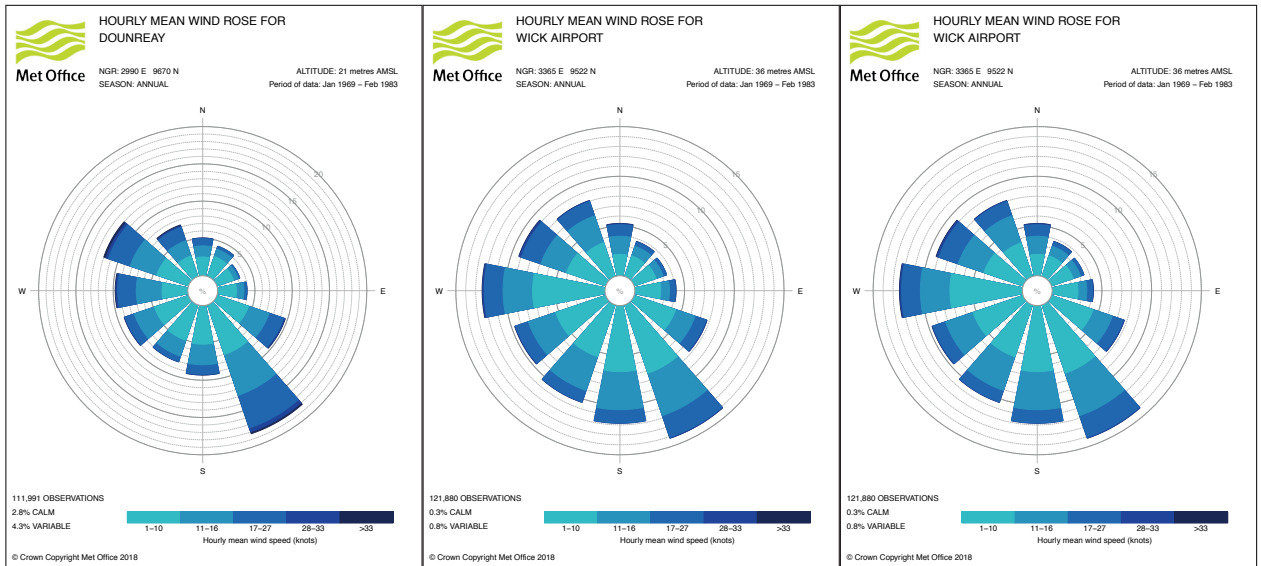 HOURLY MEAN WIND ROSE FOR
DOUNREAY
Met Office
NGR: 2990 E 9670 N
ALTITUDE: 21 metres AMSL
SEASON: ANNUAL
Period of data: Jan 1969 – Feb 1983
N
20
15
10
5
W
%
E
S
111,991 OBSERVATIONS
2.8% CALM
4.3% VARIABLE
1–10 11–16 17–27 28–33 >33
Hourly mean wind speed (knots)
© Crown Copyright Met Office 2018
HOURLY MEAN WIND ROSE FOR
WICK AIRPORT
Met Office
NGR: 3365 E 9522 N
ALTITUDE: 36 metres AMSL
SEASON: ANNUAL
Period of data: Jan 1969 – Feb 1983
N
15
10
5
W
%
E
S
121,880 OBSERVATIONS
0.3% CALM
0.8% VARIABLE
1–10 11–16 17–27 28–33 >33
Hourly mean wind speed (knots)
© Crown Copyright Met Office 2018
HOURLY MEAN WIND ROSE FOR
WICK AIRPORT
Met Office
NGR: 3365 E 9522 N
ALTITUDE: 36 metres AMSL
SEASON: ANNUAL
Period of data: Jan 1969 – Feb 1983
N
15
10
5
W
%
E
S
121,880 OBSERVATIONS
0.3% CALM
0.8% VARIABLE
1–10 11–16 17–27 28–33 >33
Hourly mean wind speed (knots)
© Crown Copyright Met Office 2018